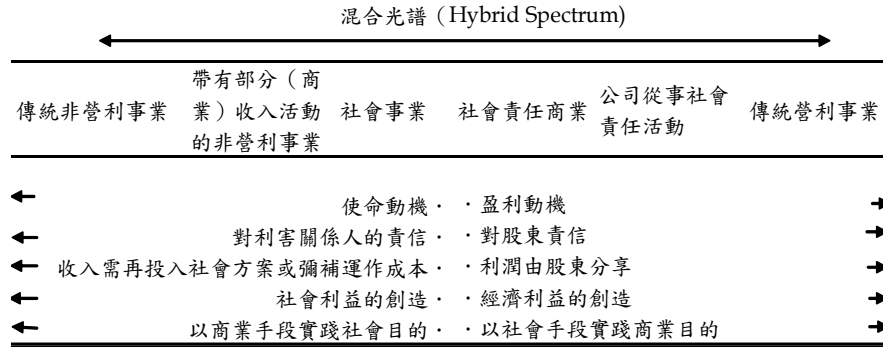 混合光譜（Hybrid Spectrum)
傳統非營利事業
帶有部分（商
業）收入活動
的非營利事業
社會事業
社會責任商業
公司從事社會
責任活動
傳統營利事業
使命動機· ·盈利動機
對利害關係人的責信· ·對股東責信
收入需再投入社會方案或彌補運作成本· ·利潤由股東分享
社會利益的創造· ·經濟利益的創造
以商業手段實踐社會目的· ·以社會手段實踐商業目的